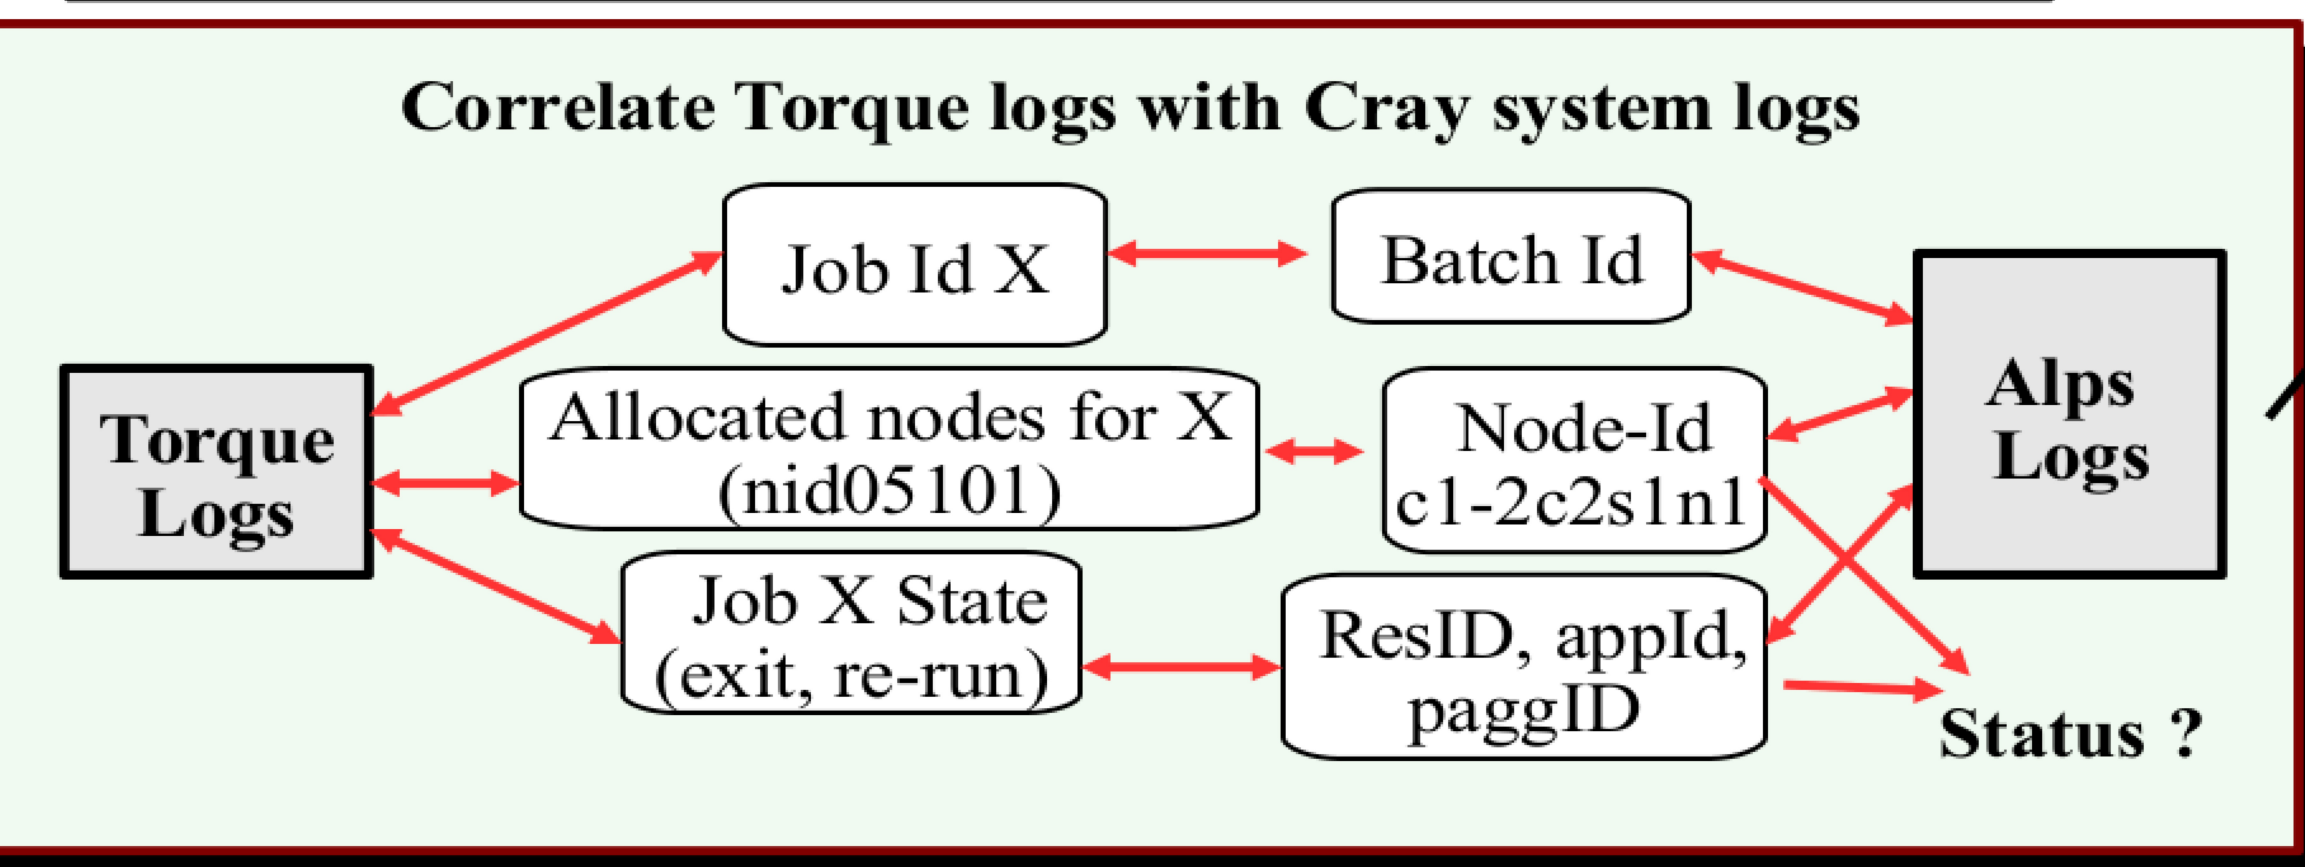 Correlate Torque logs with Cray system logs
Job Id X
Batch Id
Torque
Logs
Allocated nodes for X
(nid05101)
Node-Id
c1-2c2s1n1
Alps
Logs
Job X State
(exit, re-run)
ResID, appId,
paggID
Status ?